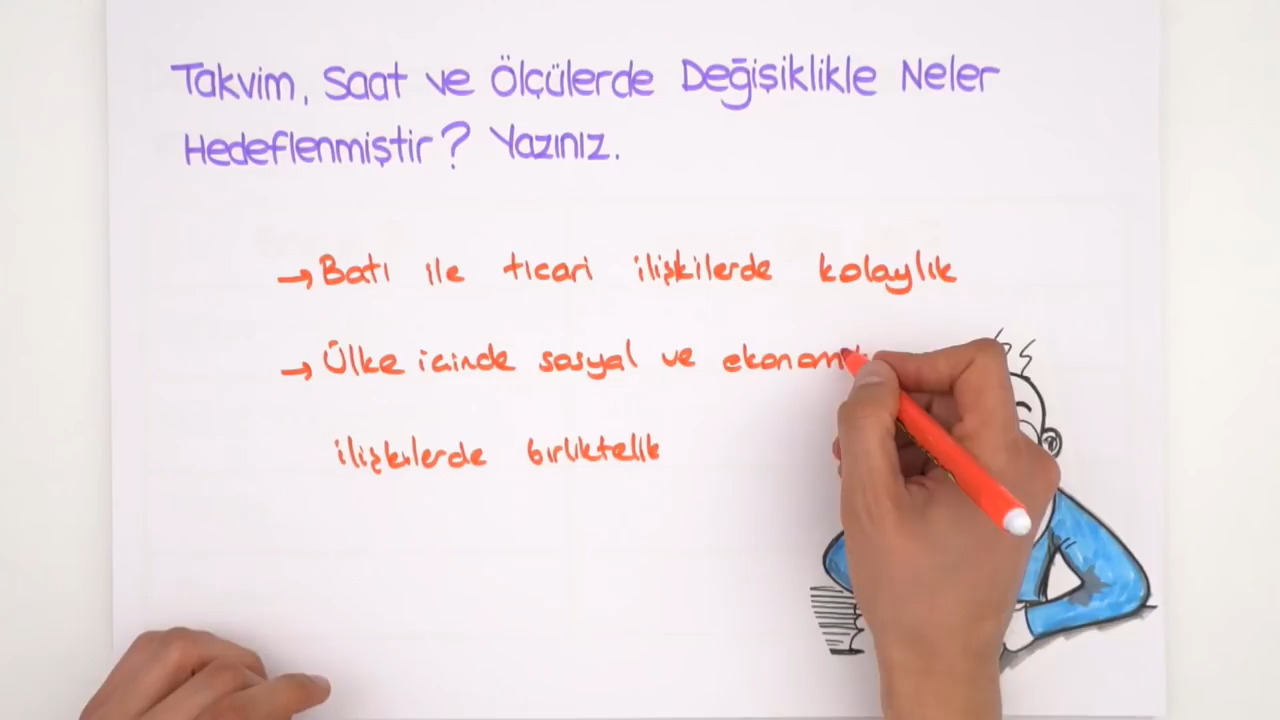 Takvim, Saat ve Ölçülerde Değişiklikle Neler
Hedeflenmiştir? Yazınız.
→ Batı ile ticari ilişkilerde kolaylık
→ Ülke içinde sosyal ve
ilişkilerde birliktelik